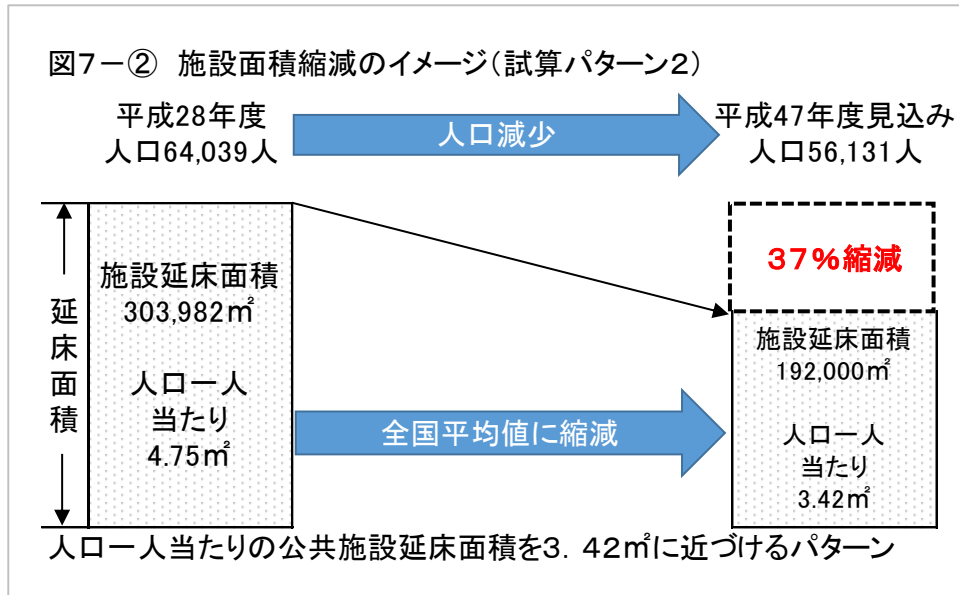 図7-② 施設面積縮減のイメージ(試算パターン2)
平成28年度
人口64,039人
人口減少
平成47年度見込み
人口56,131人
延床面積
施設延床面積
303,982㎡
人口一人
当たり
4.75㎡
全国平均値に縮減
37%縮減
施設延床面積
192,000㎡
人口一人
当たり
3.42㎡
人口一人当たりの公共施設延床面積を3.42㎡に近づけるパターン